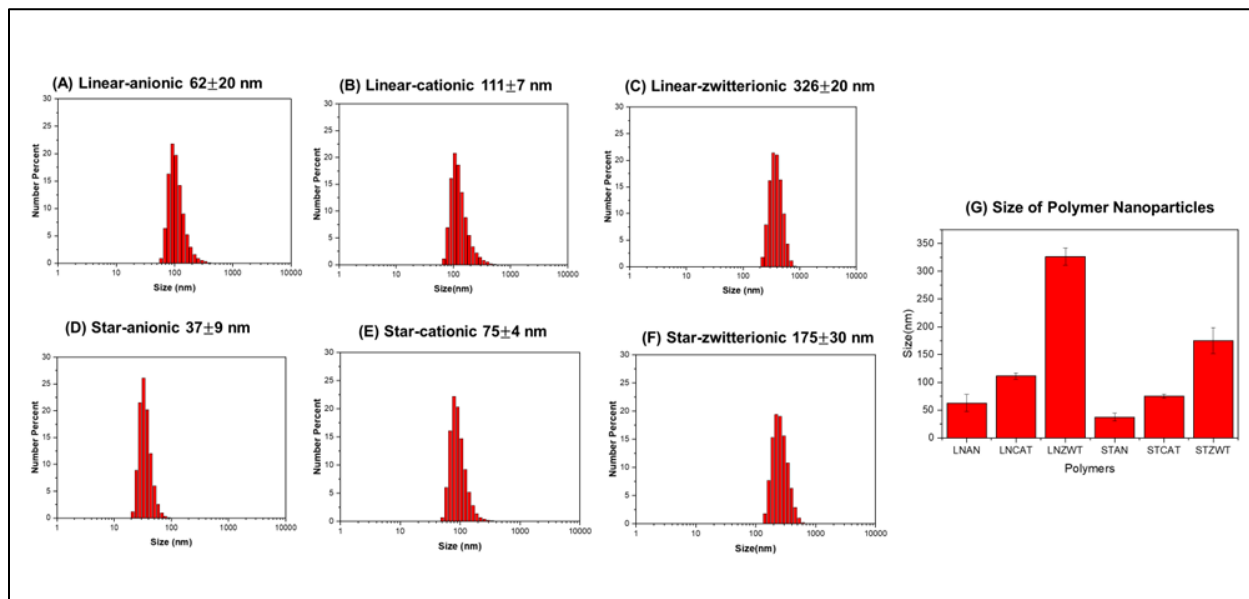 (A) Linear-anionic 62±20 nm
Number Percent
30
25
20
15
10
5
0
1
10
100
1000
10000
Size (nm)
(B) Linear-cationic 111±7 nm
Number Percent
30
25
20
15
10
5
0
1
10
100
1000
10000
Size(nm)
(C) Linear-zwitterionic 326±20 nm
Number Percent
30
25
20
15
10
5
0
1
10
100
1000
10000
Size(nm)
(D) Star-anionic 37±9 nm
Number Percent
30
25
20
15
10
5
0
1
10
100
1000
10000
Size (nm)
(E) Star-cationic 75±4 nm
Number Percent
30
25
20
15
10
5
0
1
10
100
1000
10000
Size (nm)
(F) Star-zwitterionic 175±30 nm
Number Percent
30
25
20
15
10
5
0
1
10
100
1000
10000
Size(nm)
(G) Size of Polymer Nanoparticles
Size(nm)
350
300
250
200
150
100
50
0
LNAN
LNCAT
LNZWT
STAN
STCAT
STZWT
Polymers